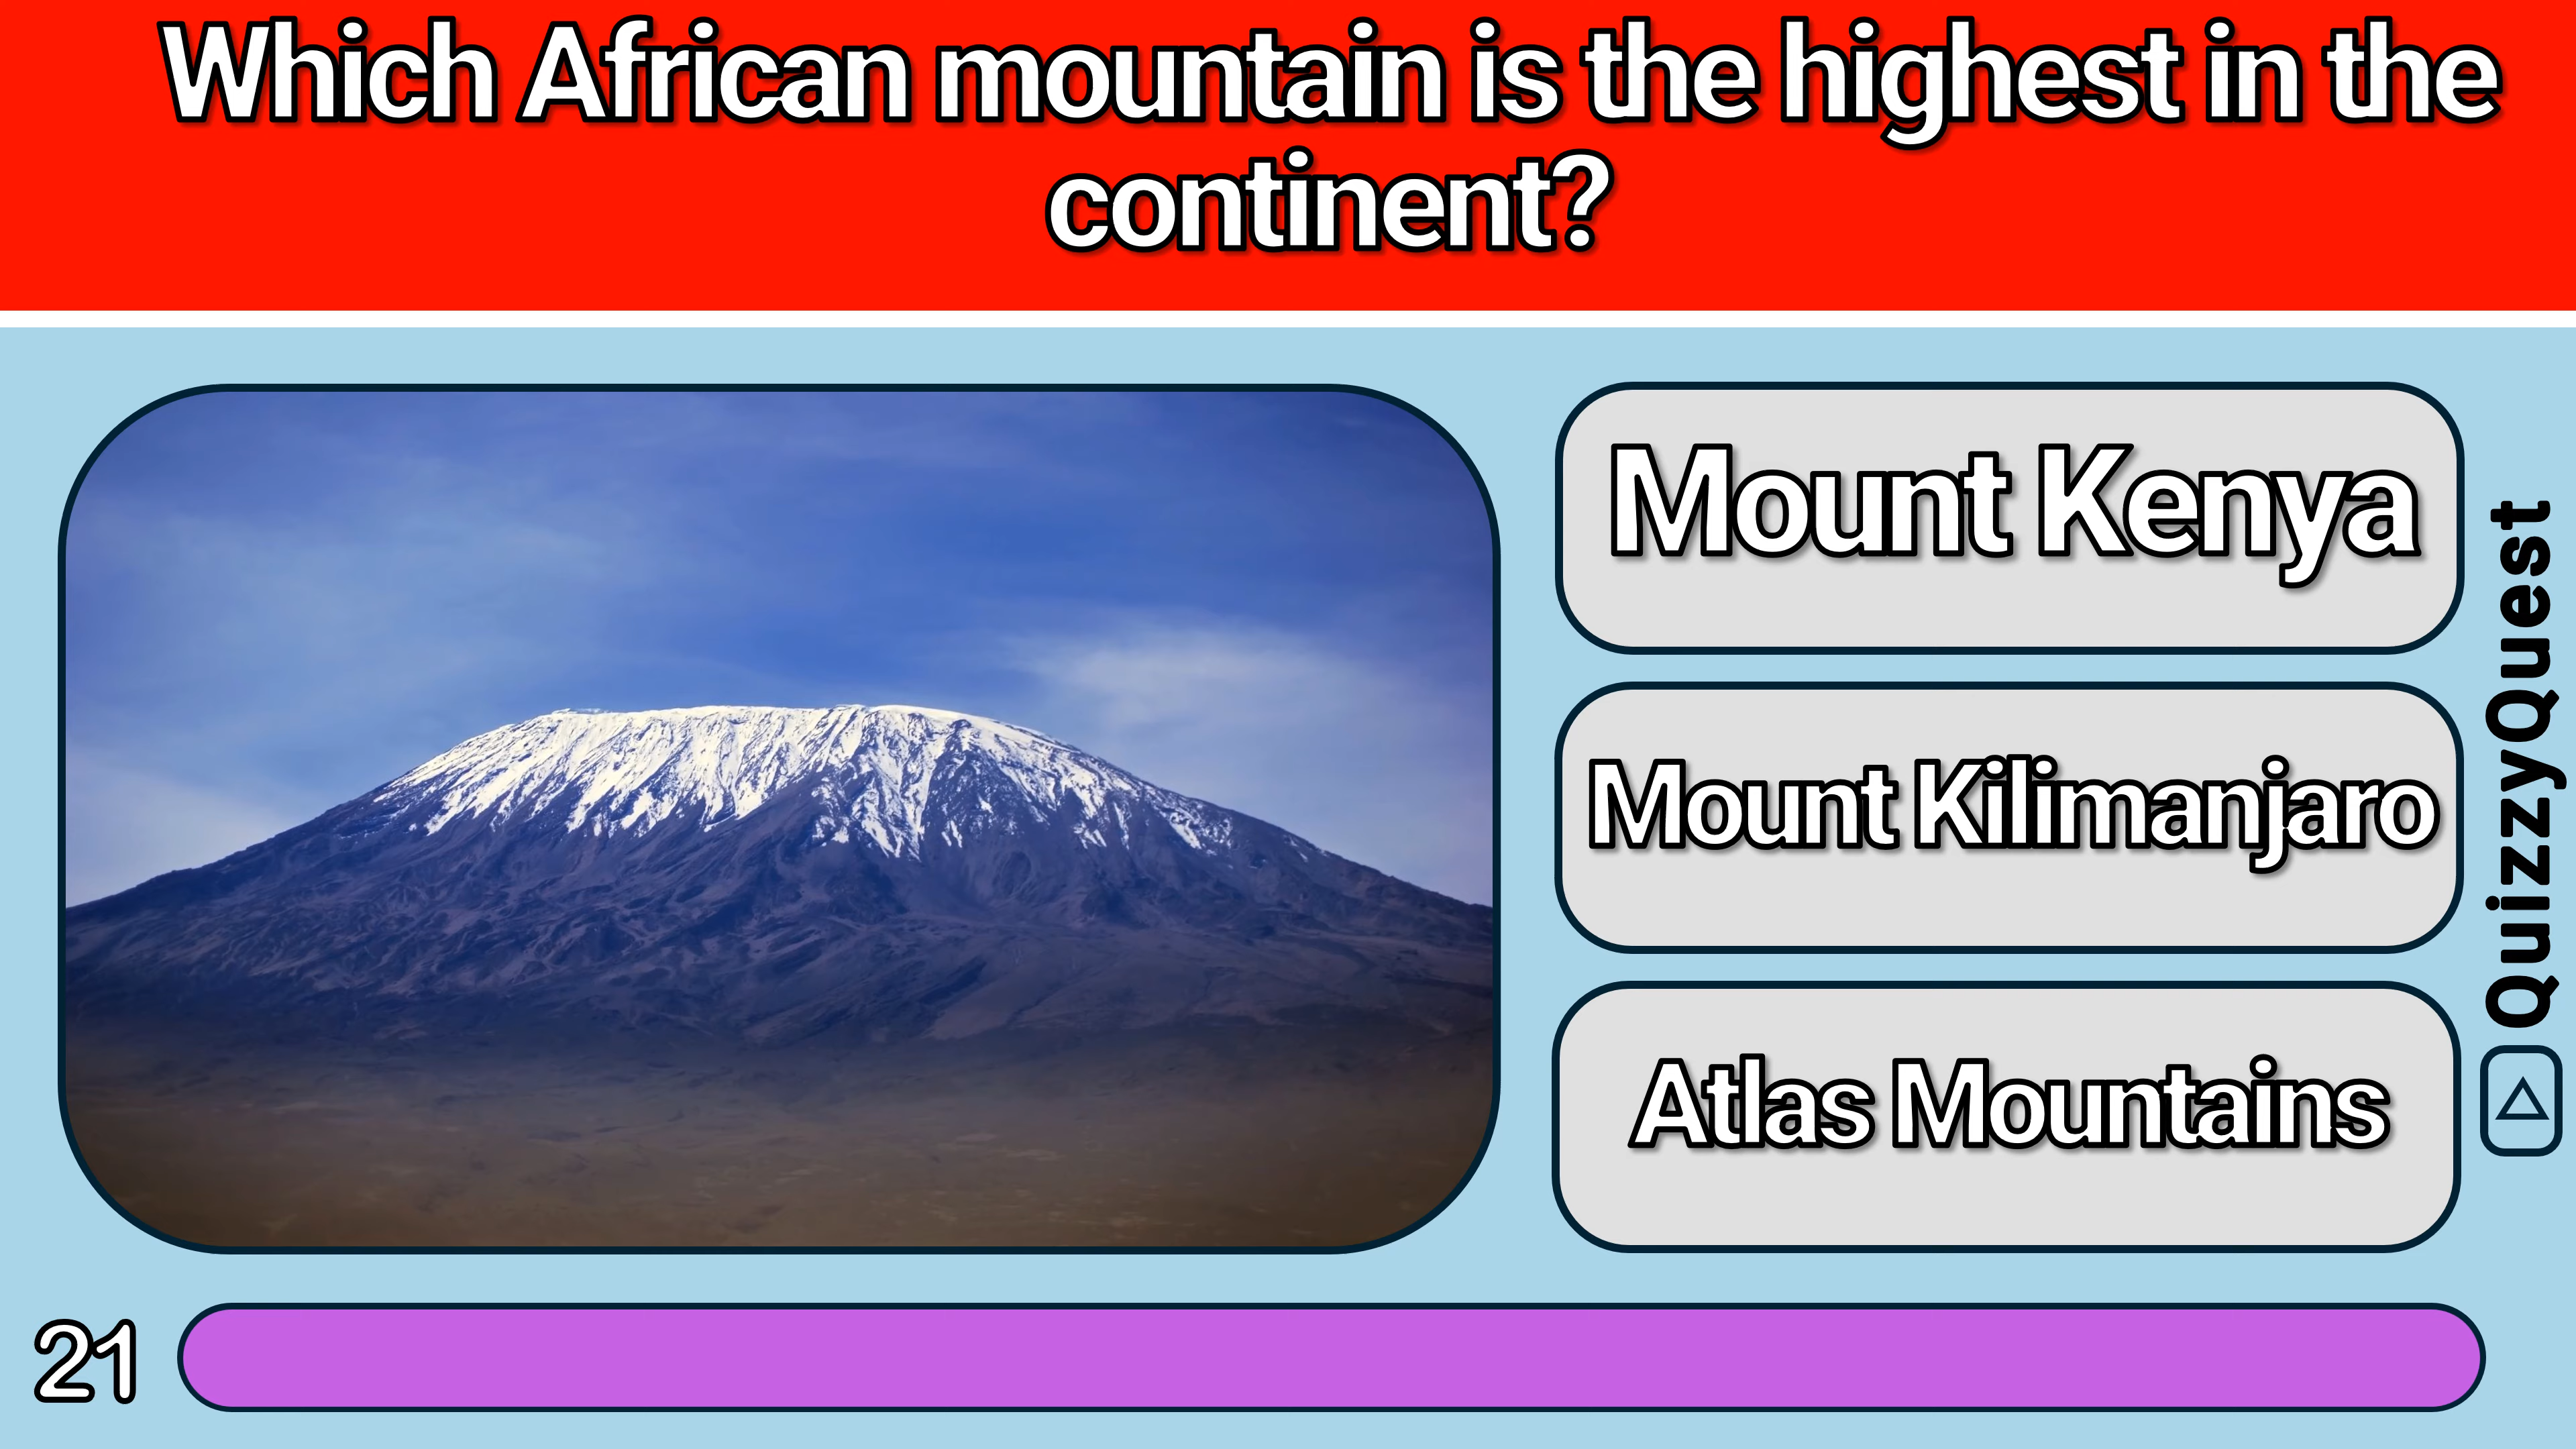 Which African mountain is the highest in the
continent?
Mount Kenya
Mount Kilimanjaro
Atlas Mountains
QuizzyQuest
21